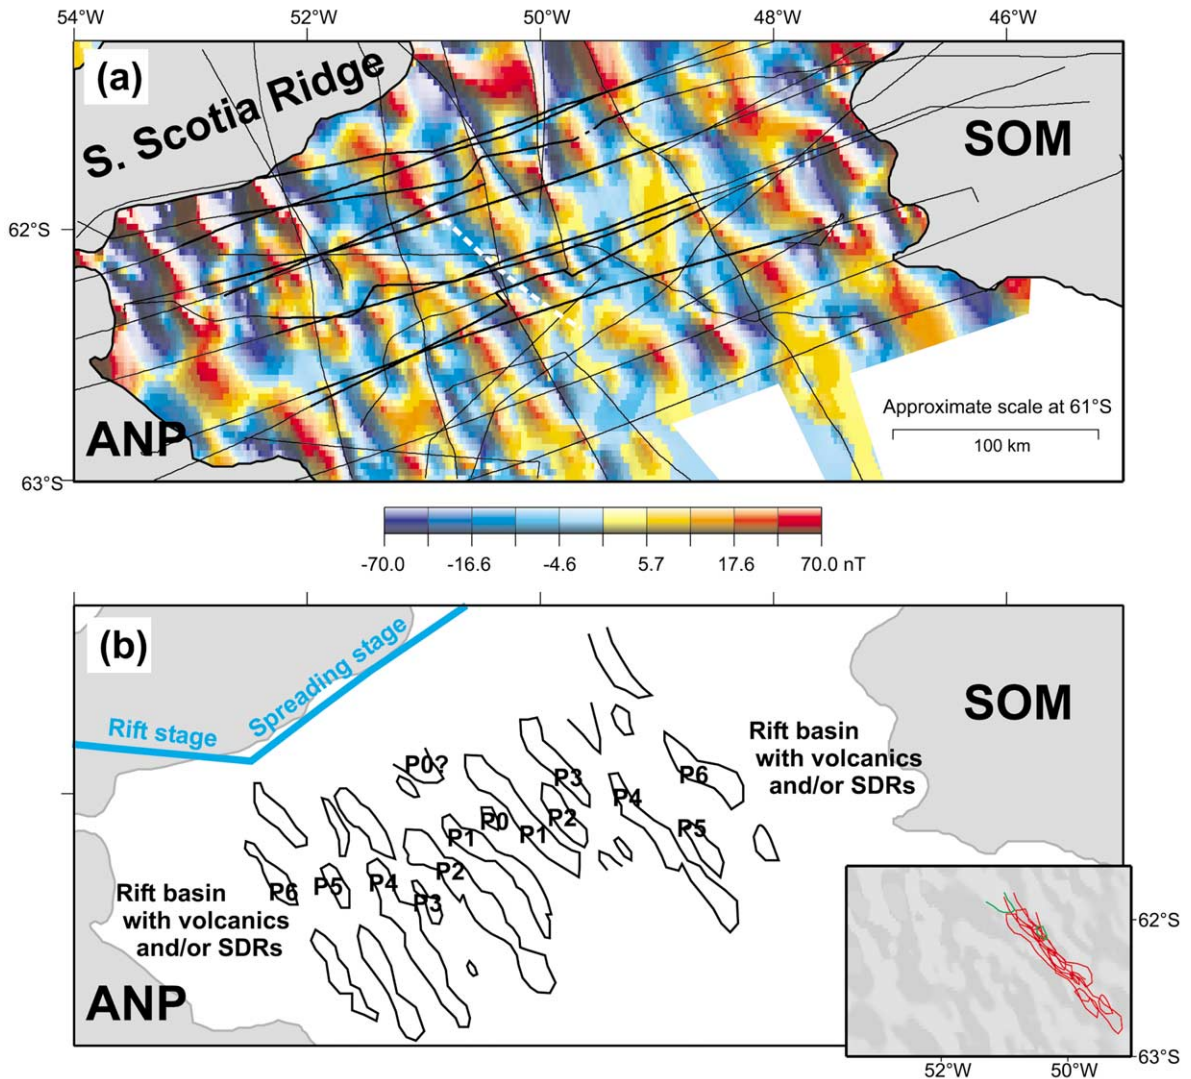 54°W 52°W 50°W 48°W 46°W
(a)
S. Scotia Ridge
SOM
62°S
ANP
Approximate scale at 61°S
100 km
63°S
-70.0 -16.6 -4.6 5.7 17.6 70.0 nT
(b)
Spreading stage
Rift stage
SOM
Rift basin
with volcanics
and/or SDRs
P0?
P3
P6
P4
P0
P2
P5
P1
P1
P2
P6
P5
P4
P3
Rift basin
with volcanics
and/or SDRs
ANP
62°S
63°S
52°W 50°W